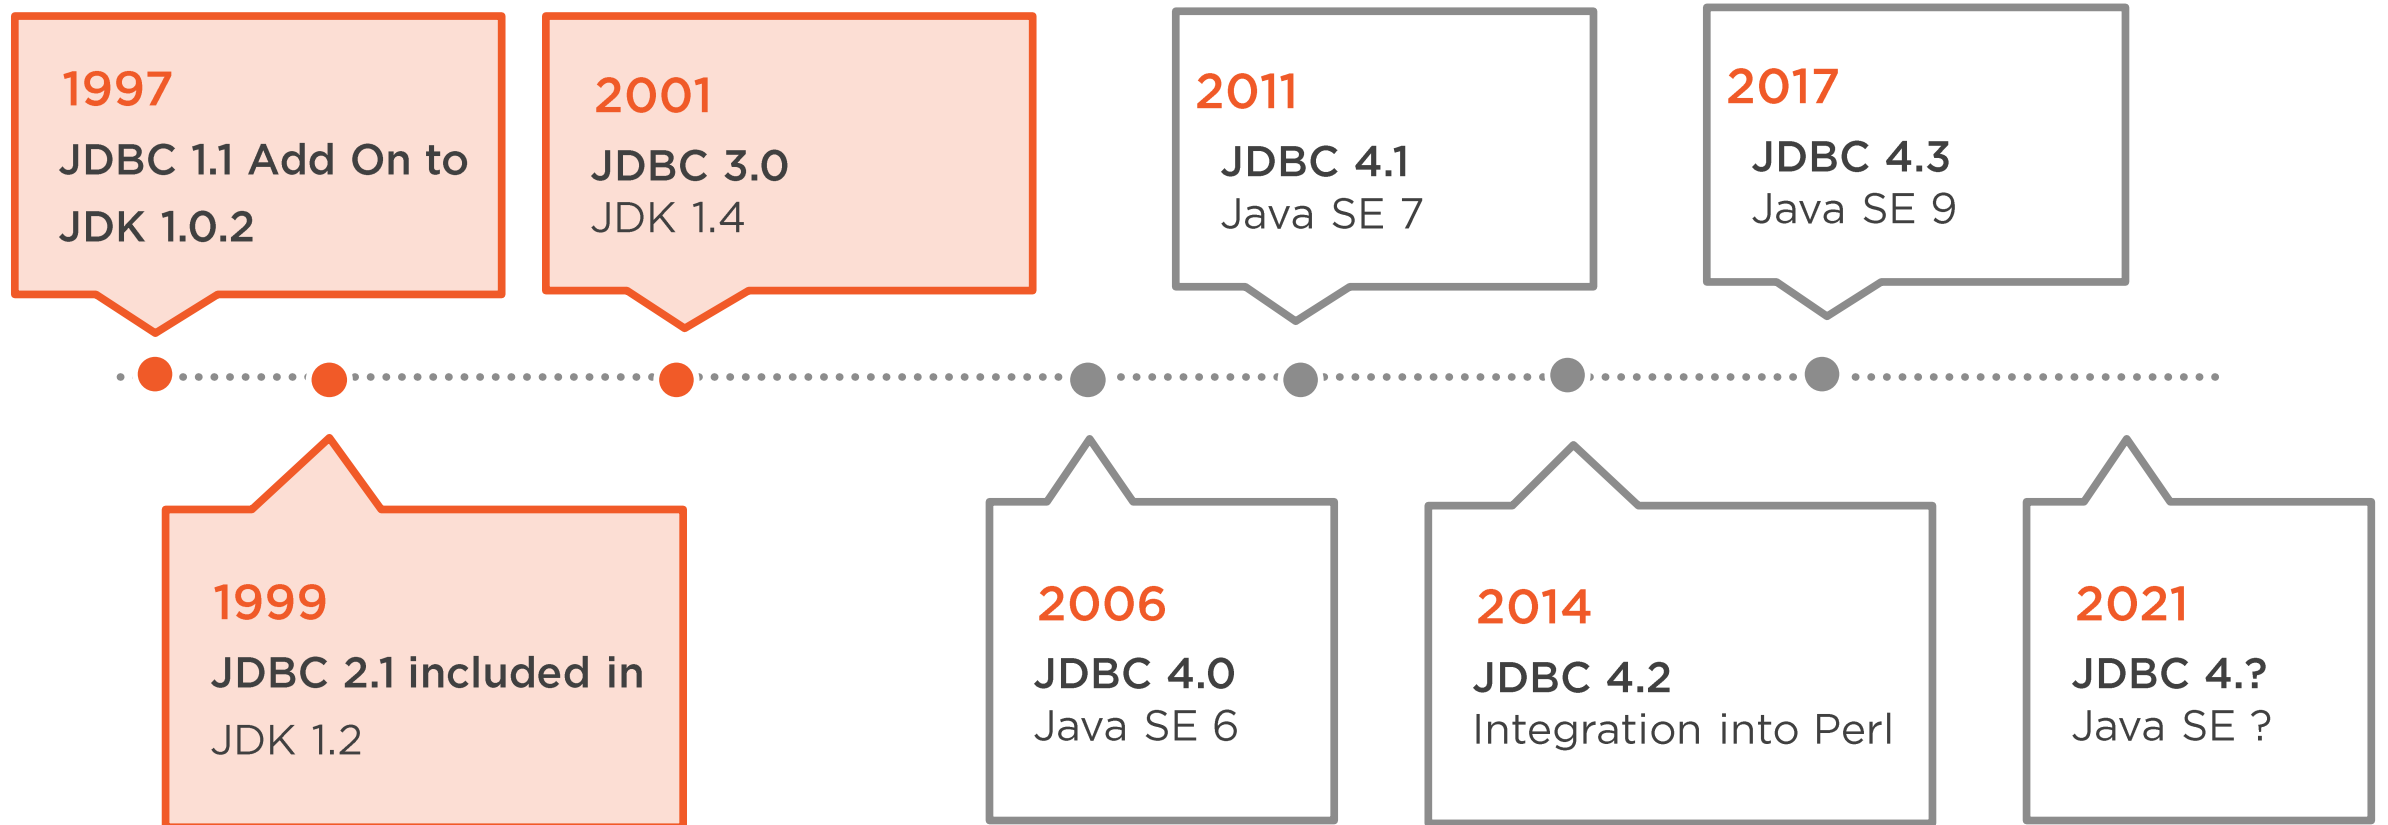 1997
JDBC 1.1 Add On to
JDK 1.0.2
2001
JDBC 3.0
JDK 1.4
2011
JDBC 4.1
Java SE 7
2017
JDBC 4.3
Java SE 9
1999
JDBC 2.1 included in
JDK 1.2
2006
JDBC 4.0
Java SE 6
2014
JDBC 4.2
Integration into Perl
2021
JDBC 4.?
Java SE ?